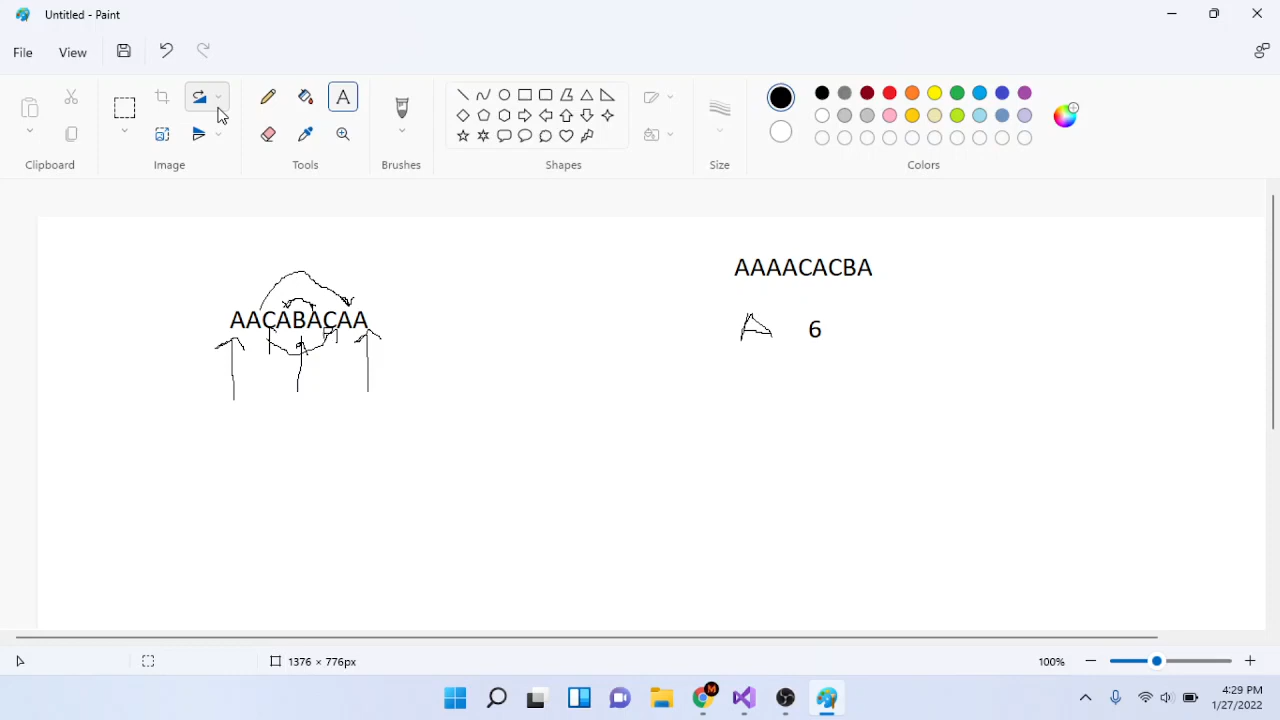 Untitled - Paint
File
View
Clipboard
Image
Tools
Brushes
Shapes
Size
Colors
A
AAAACACBA
AACABACAA
A 6
1376 × 776px
100%
M
4:29 PM
1/27/2022